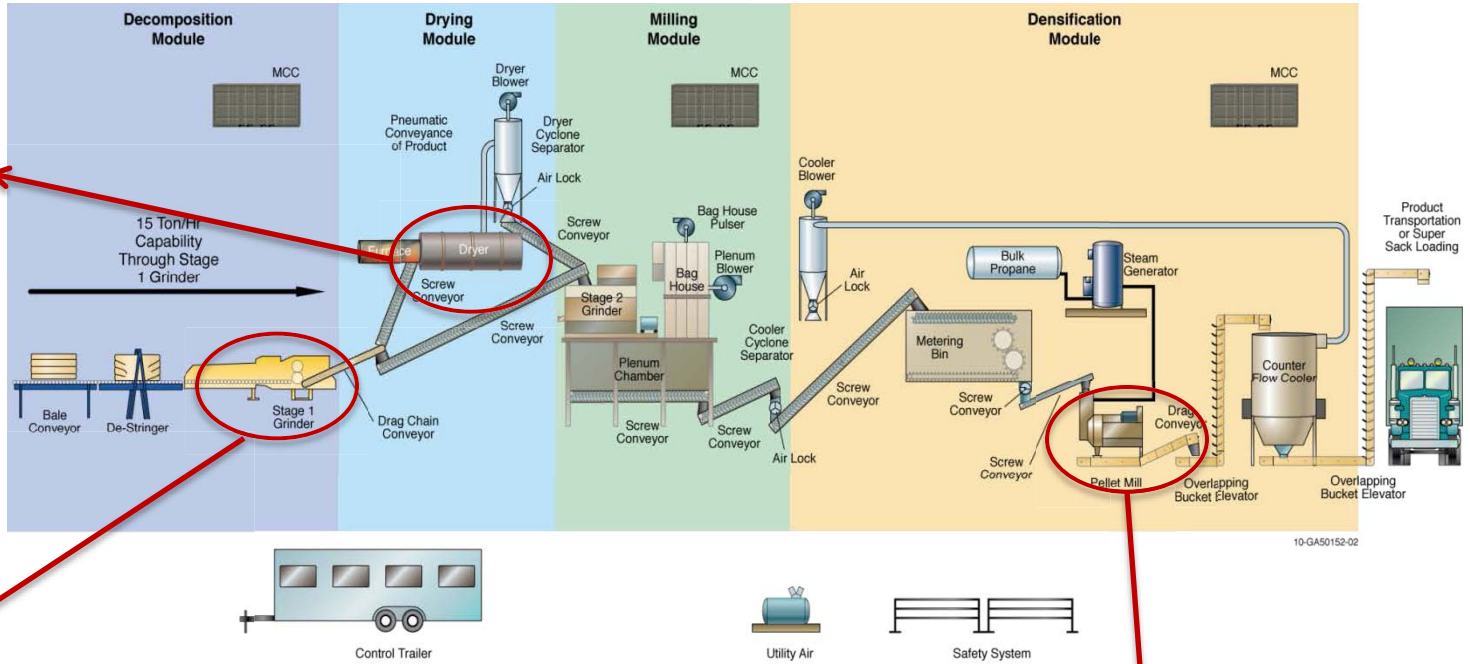 Decomposition
Module
Drying
Module
Milling
Module
Densification
Module
MCC
MCC
MCC
Dryer
Blower
Pneumatic
Conveyance
of Product
Dryer
Cyclone
Separator
Air Lock
15 Ton/Hr
Capability
Through Stage
1 Grinder
Furnace
Dryer
Screw
Conveyor
Screw
Conveyor
Screw
Conveyor
Bale
Conveyor
De-Stringer
Stage 1
Grinder
Drag Chain
Conveyor
Bag House
Pulser
Plenum
Blower
Bag
House
Stage 2
Grinder
Plenum
Chamber
Screw
Conveyor
Screw
Conveyor
Cooler
Cyclone
Separator
Air Lock
Cooler
Blower
Air
Lock
Screw
Conveyor
Bulk
Propane
Steam
Generator
Metering
Bin
Screw
Conveyor
Screw
Conveyor
Pellet Mill
Drag
Conveyor
Overlapping
Bucket Elevator
Counter
Flow Cooler
Overlapping
Bucket Elevator
Product
Transportation
or Super
Sack Loading
10-GA50152-02
Control Trailer
Utility Air
Safety System